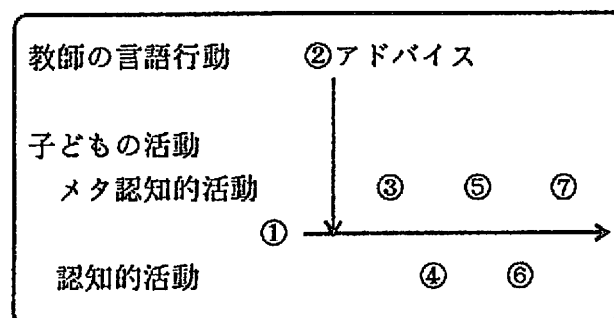 教師の言語行動 ②アドバイス
子どもの活動
メタ認知的活動 ③ ⑤ ⑦
①
認知的活動 ④ ⑥